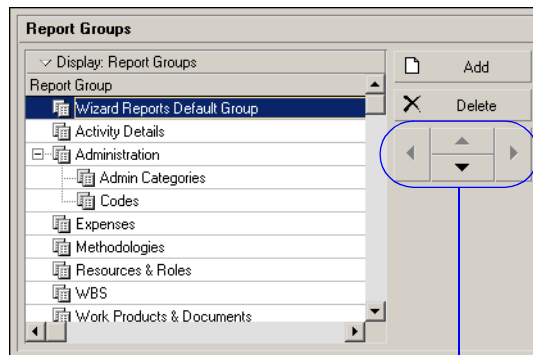 Report Groups
Display: Report Groups
Report Group
Wizard Reports Default Group
Activity Details
Administration
Admin Categories
Codes
Expenses
Methodologies
Resources & Roles
WBS
Work Products & Documents
Add
Delete